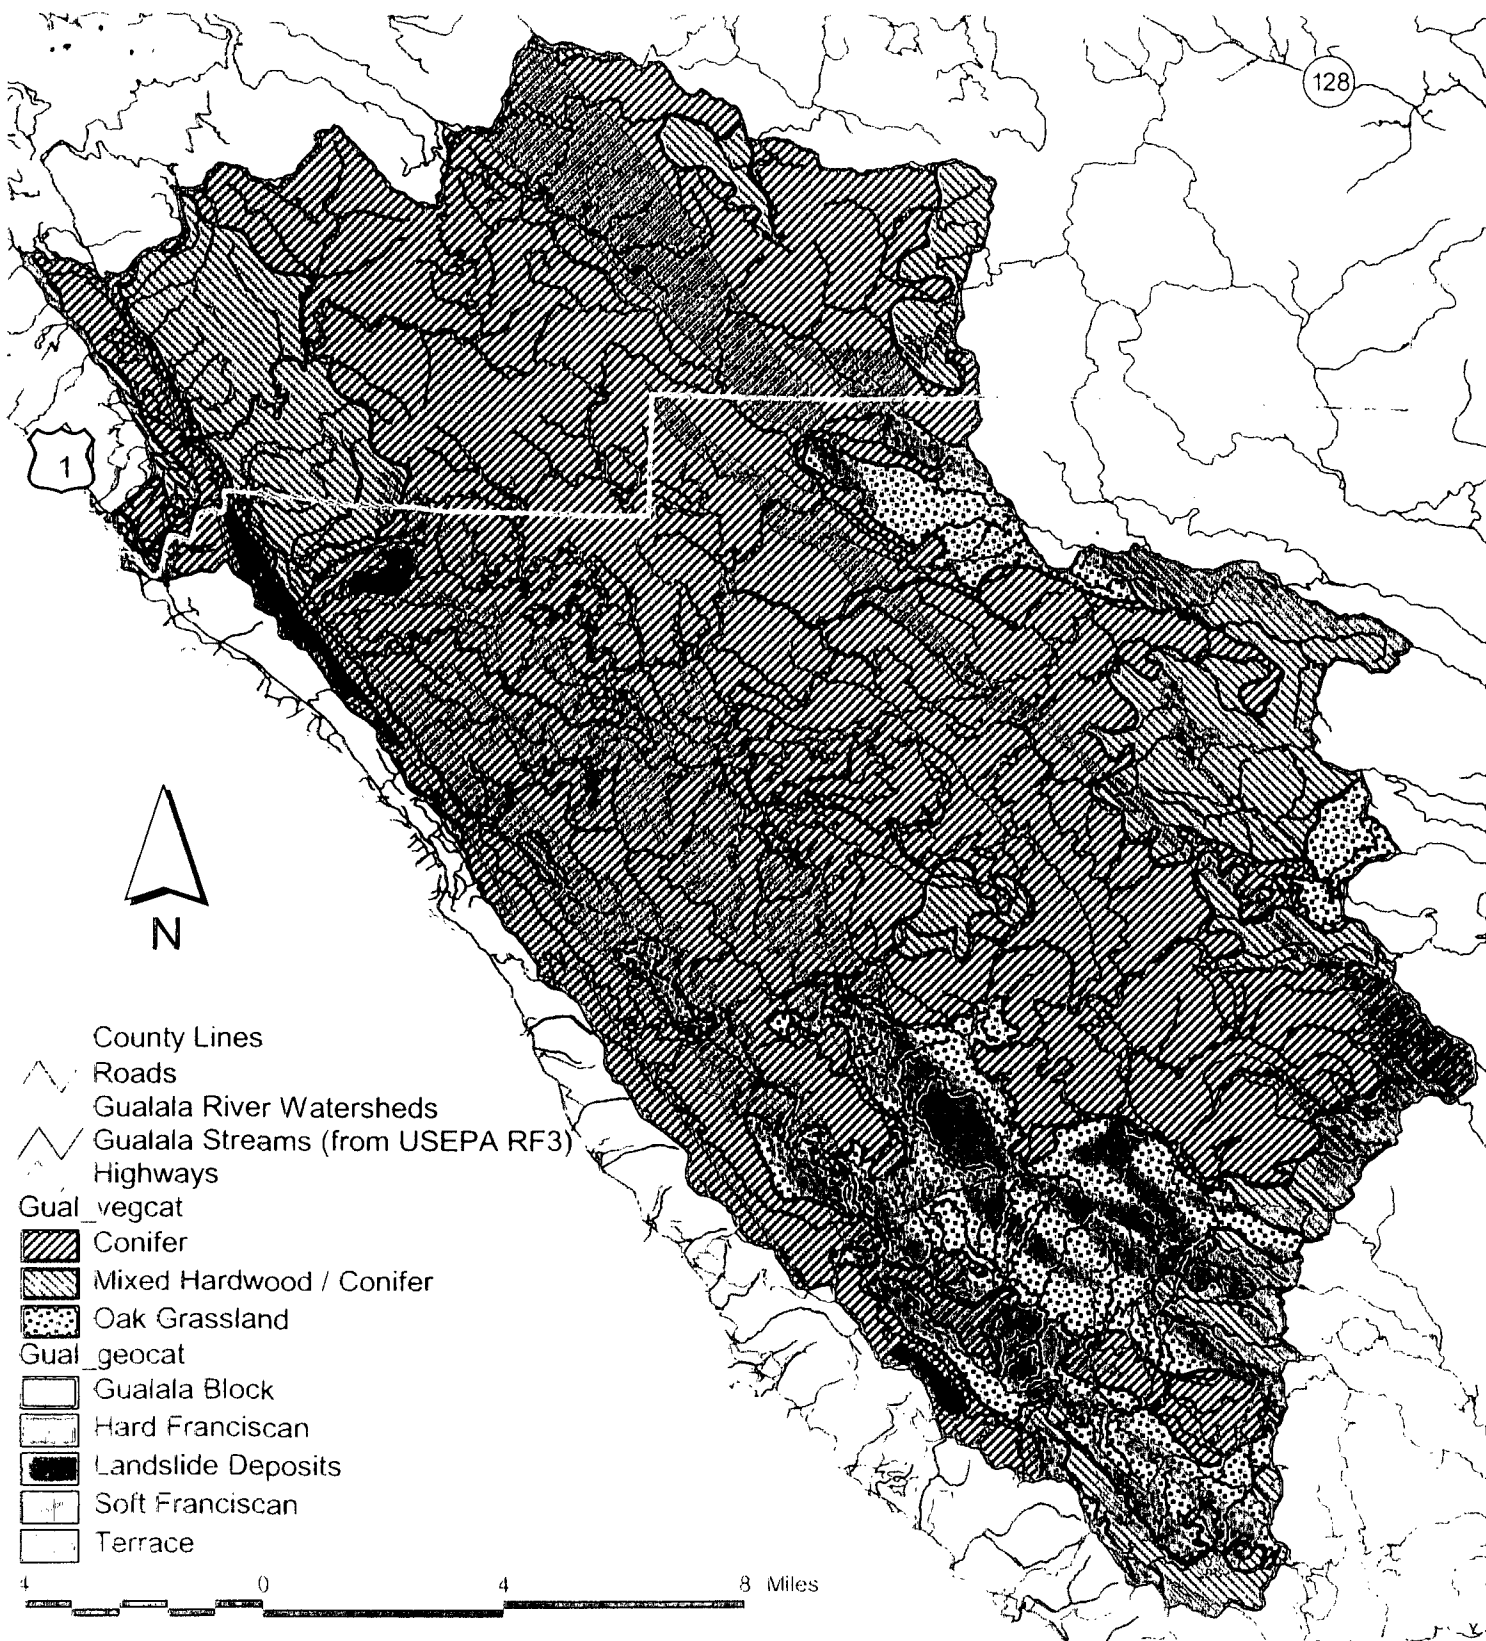 128
1
N
County Lines
Roads
Gualala River Watersheds
Gualala Streams (from USEPA RF3)
Highways
Gual_vegcat
Conifer
Mixed Hardwood / Conifer
Oak Grassland
Gual_geocat
Gualala Block
Hard Franciscan
Landslide Deposits
Soft Franciscan
Terrace
4 0 4 8 Miles